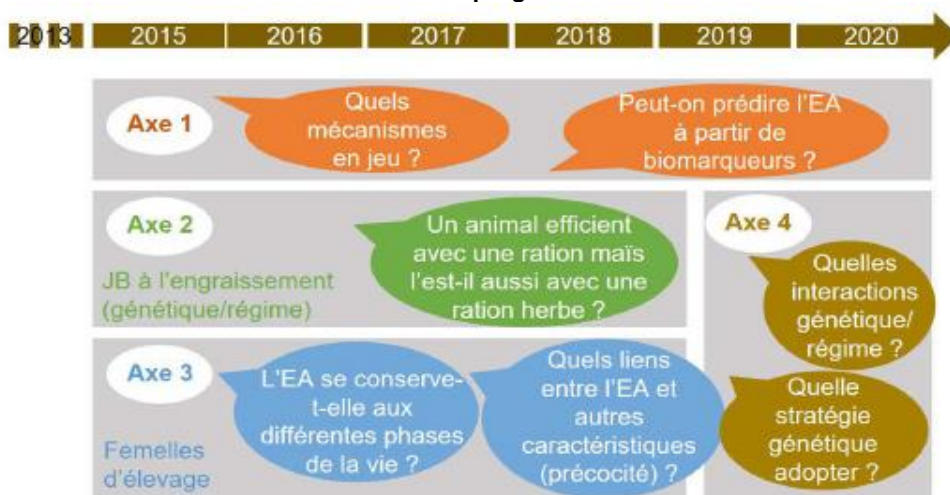 2013 2015 2016 2017 2018 2019 2020
Axe 1
Quels
mécanismes
en jeu ?
Peut-on prédire l'EA
à partir de
biomarqueurs ?
Axe 2
JB à l'engraissement
(génétique/régime)
Un animal efficient
avec une ration maïs
l'est-il aussi avec une
ration herbe ?
Axe 3
Femelles
d'élevage
L'EA se conserve-
t-elle aux
différentes phases
de la vie ?
Quels liens
entre l'EA et
autres
caractéristiques
(précocité) ?
Axe 4
Quelles
interactions
génétique/
régime ?
Quelle
stratégie
génétique
adopter ?